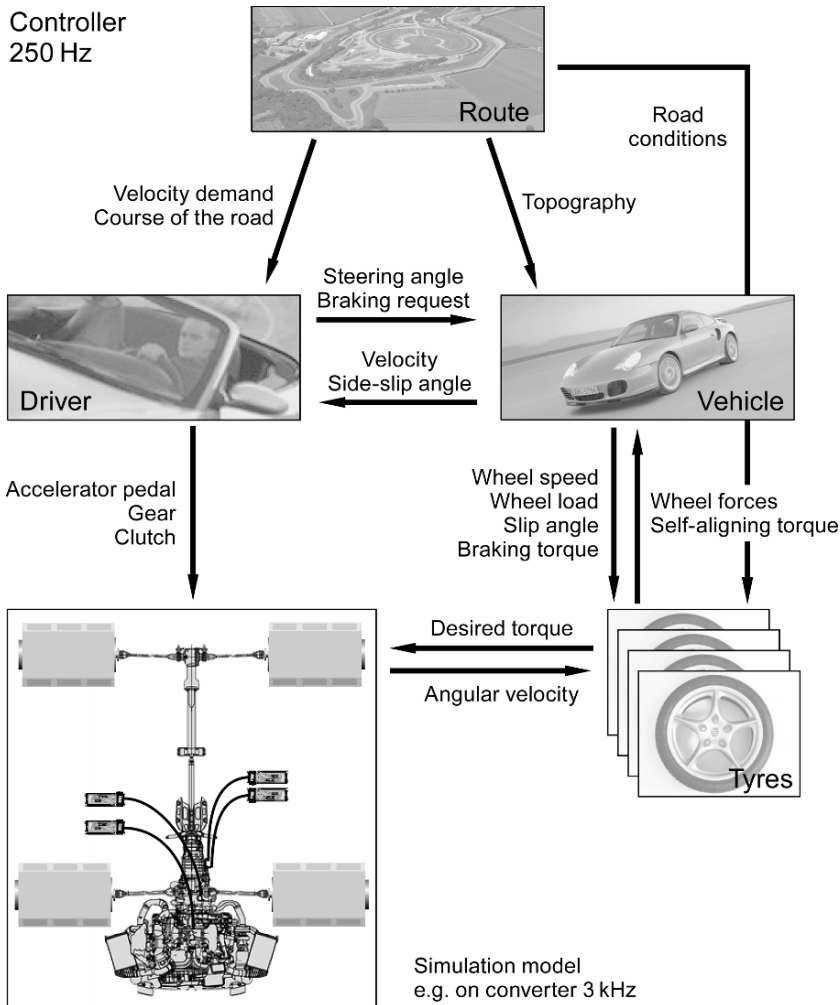 Controller
250 Hz
Route
Road
conditions
Velocity demand
Course of the road
Topography
Steering angle
Braking request
Velocity
Side-slip angle
Driver
Vehicle
Accelerator pedal
Gear
Clutch
Wheel speed
Wheel load
Slip angle
Braking torque
Wheel forces
Self-aligning torque
Desired torque
Angular velocity
Tyres
Simulation model
e.g. on converter 3 kHz